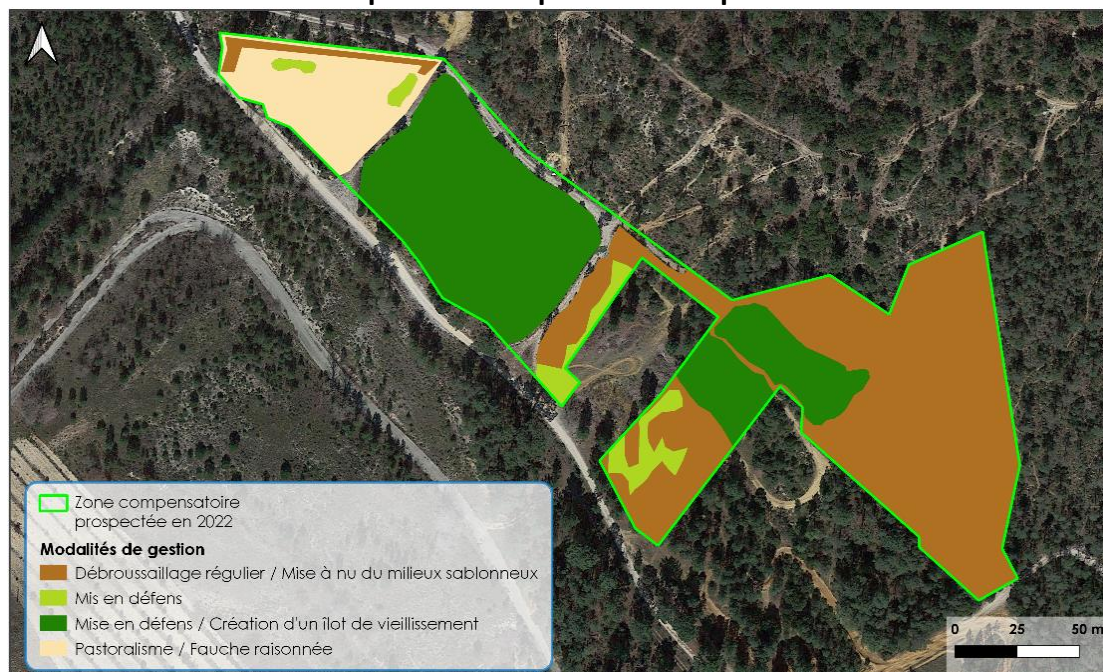 Zone compensatoire
prospectée en 2022
Modalités de gestion
Débroussaillage régulier / Mise à nu du milieux sablonneux
Mis en défens
Mise en défens / Création d'un îlot de vieillissement
Pastoralisme / Fauche raisonnée
0 25 50 m